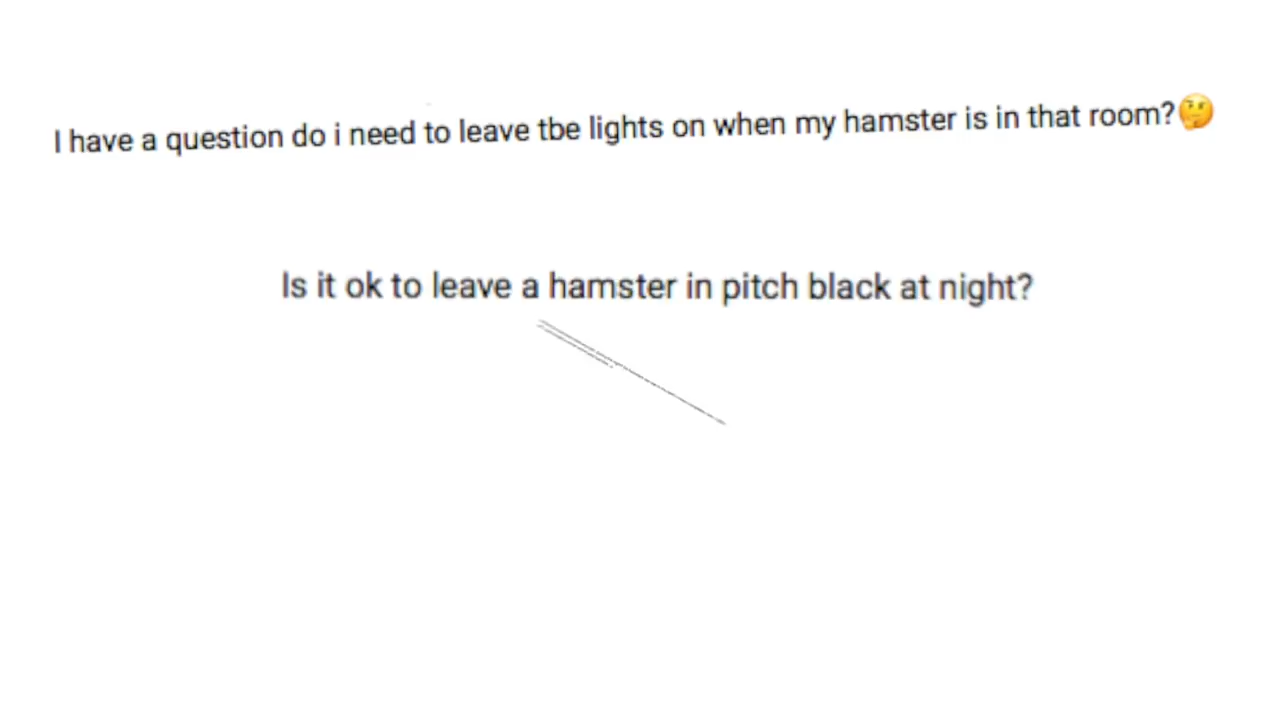 I have a question do i need to leave tbe lights on when my hamster is in that room?🤔
Is it ok to leave a hamster in pitch black at night?